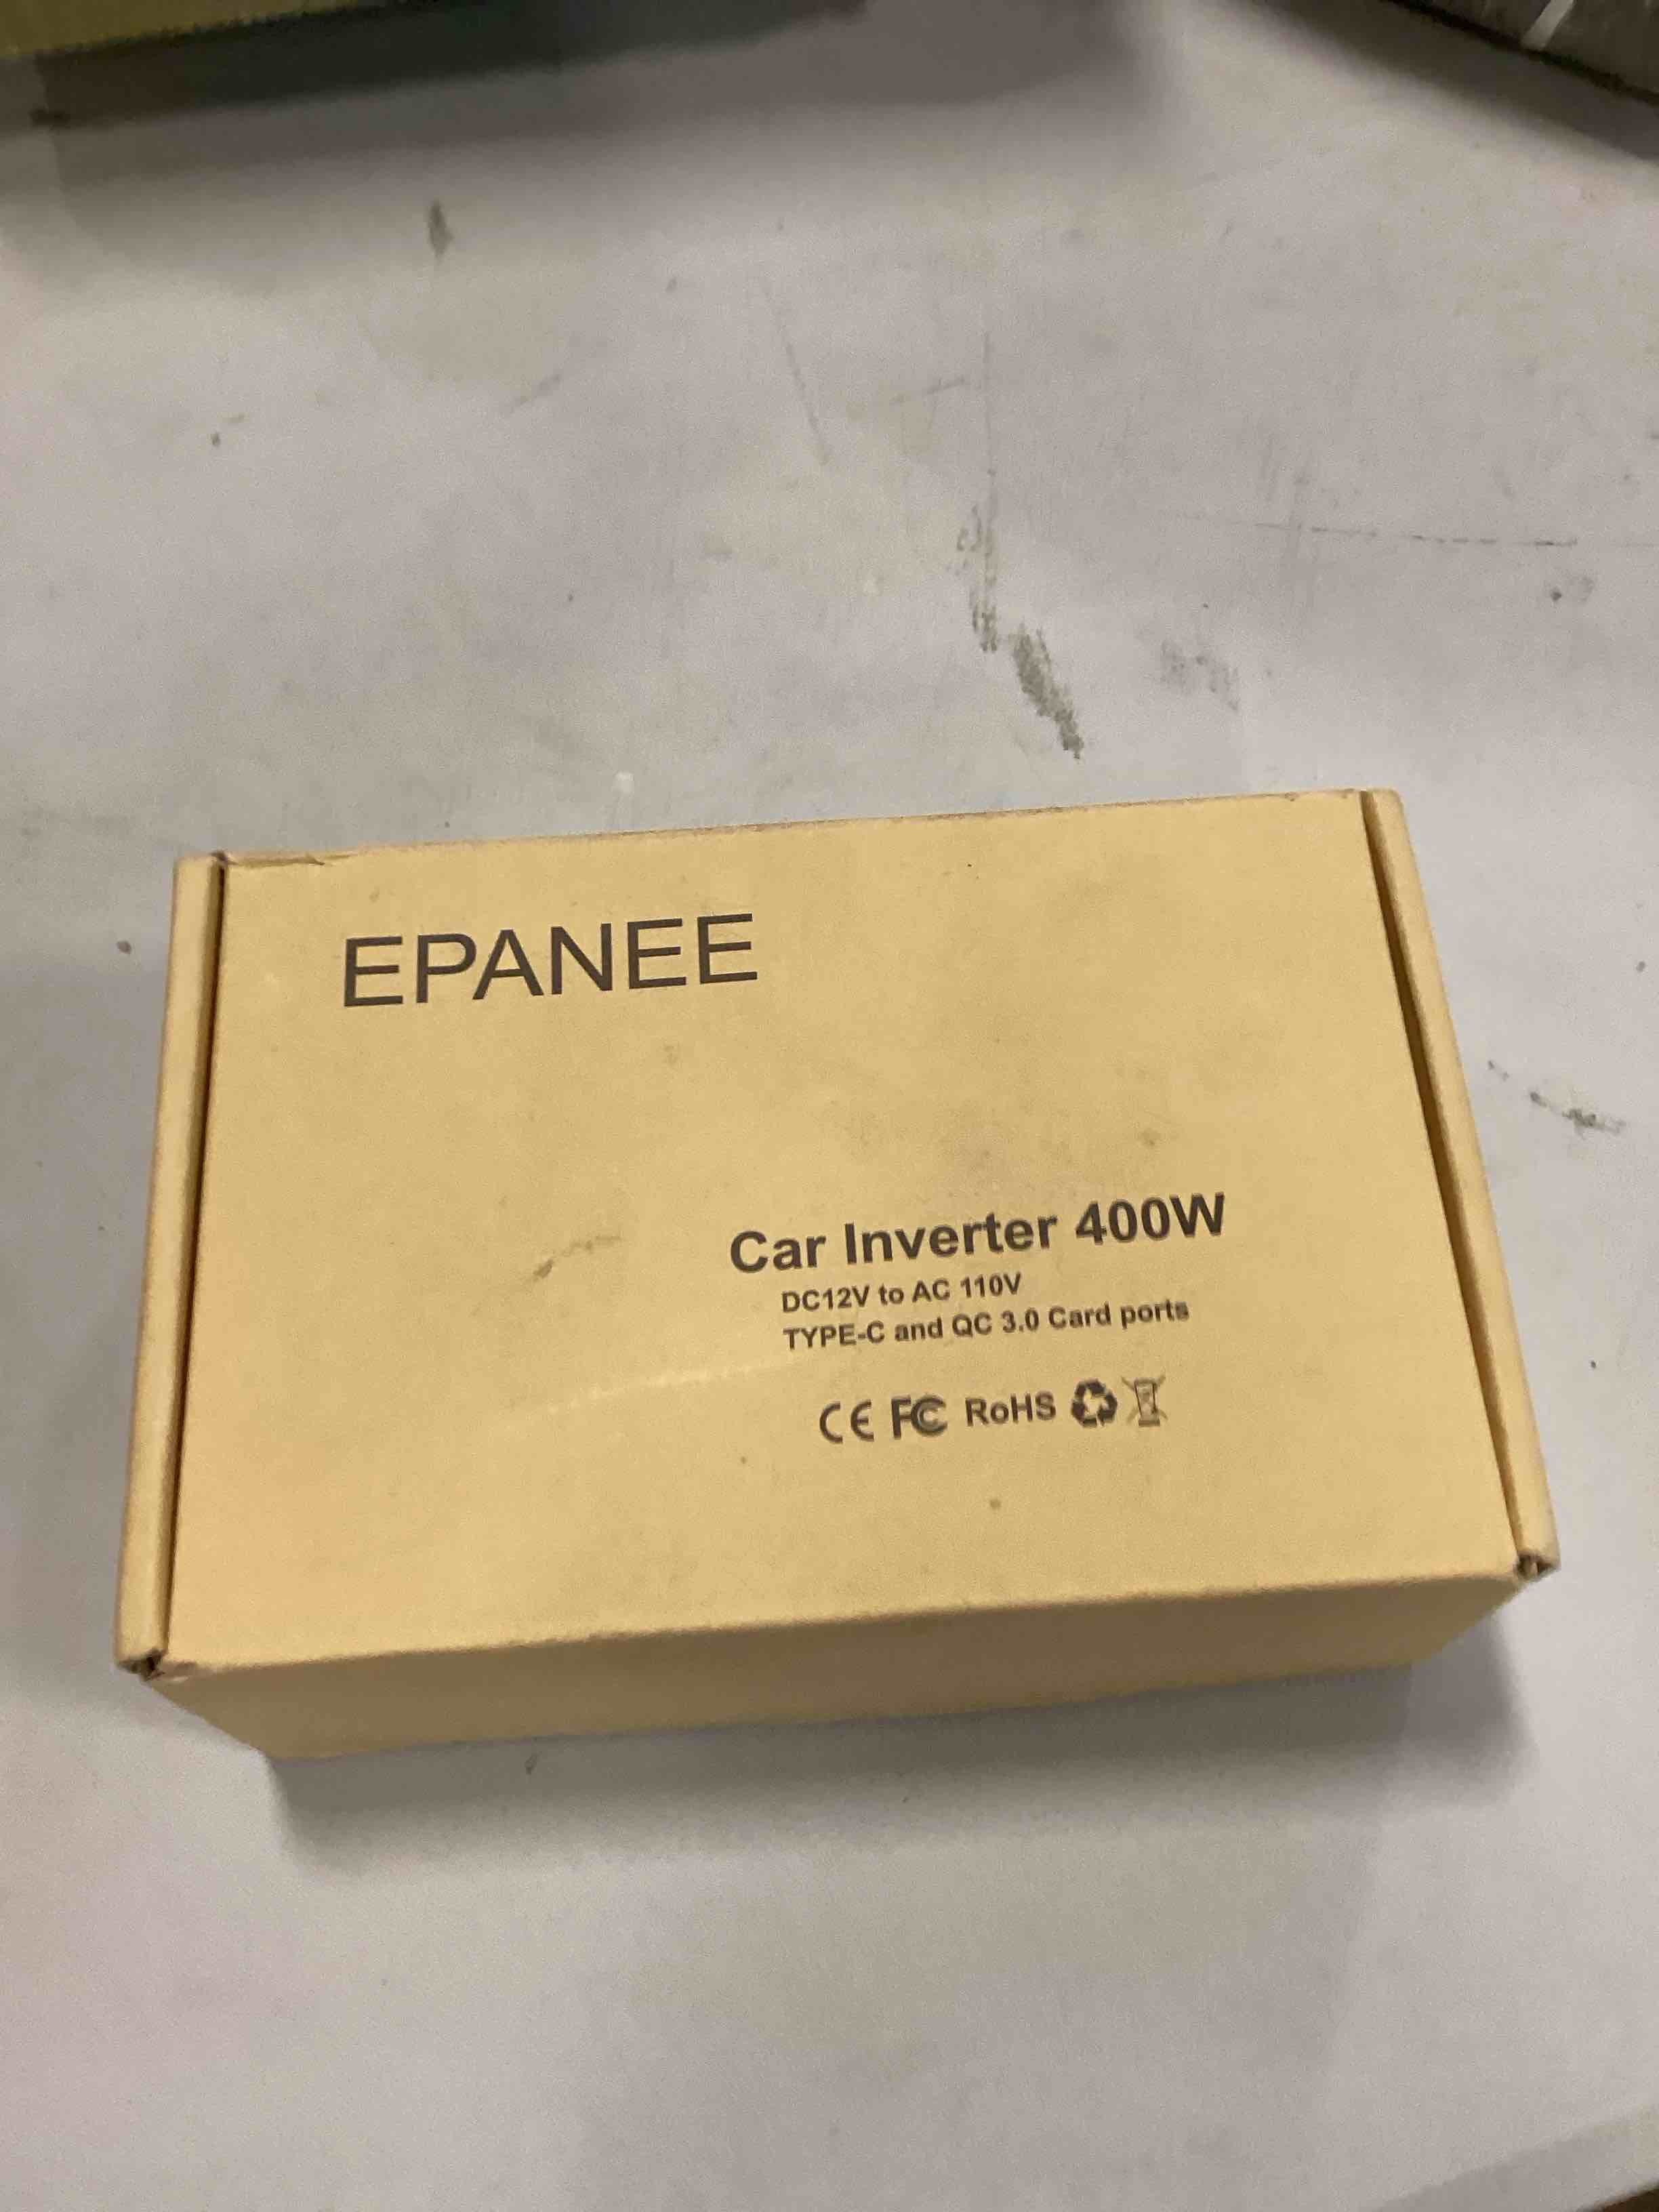 EPANEE
Car Inverter 400W
DC12V to AC 110V
TYPE-C and QC 3.0 Card ports
CE FC RoHS